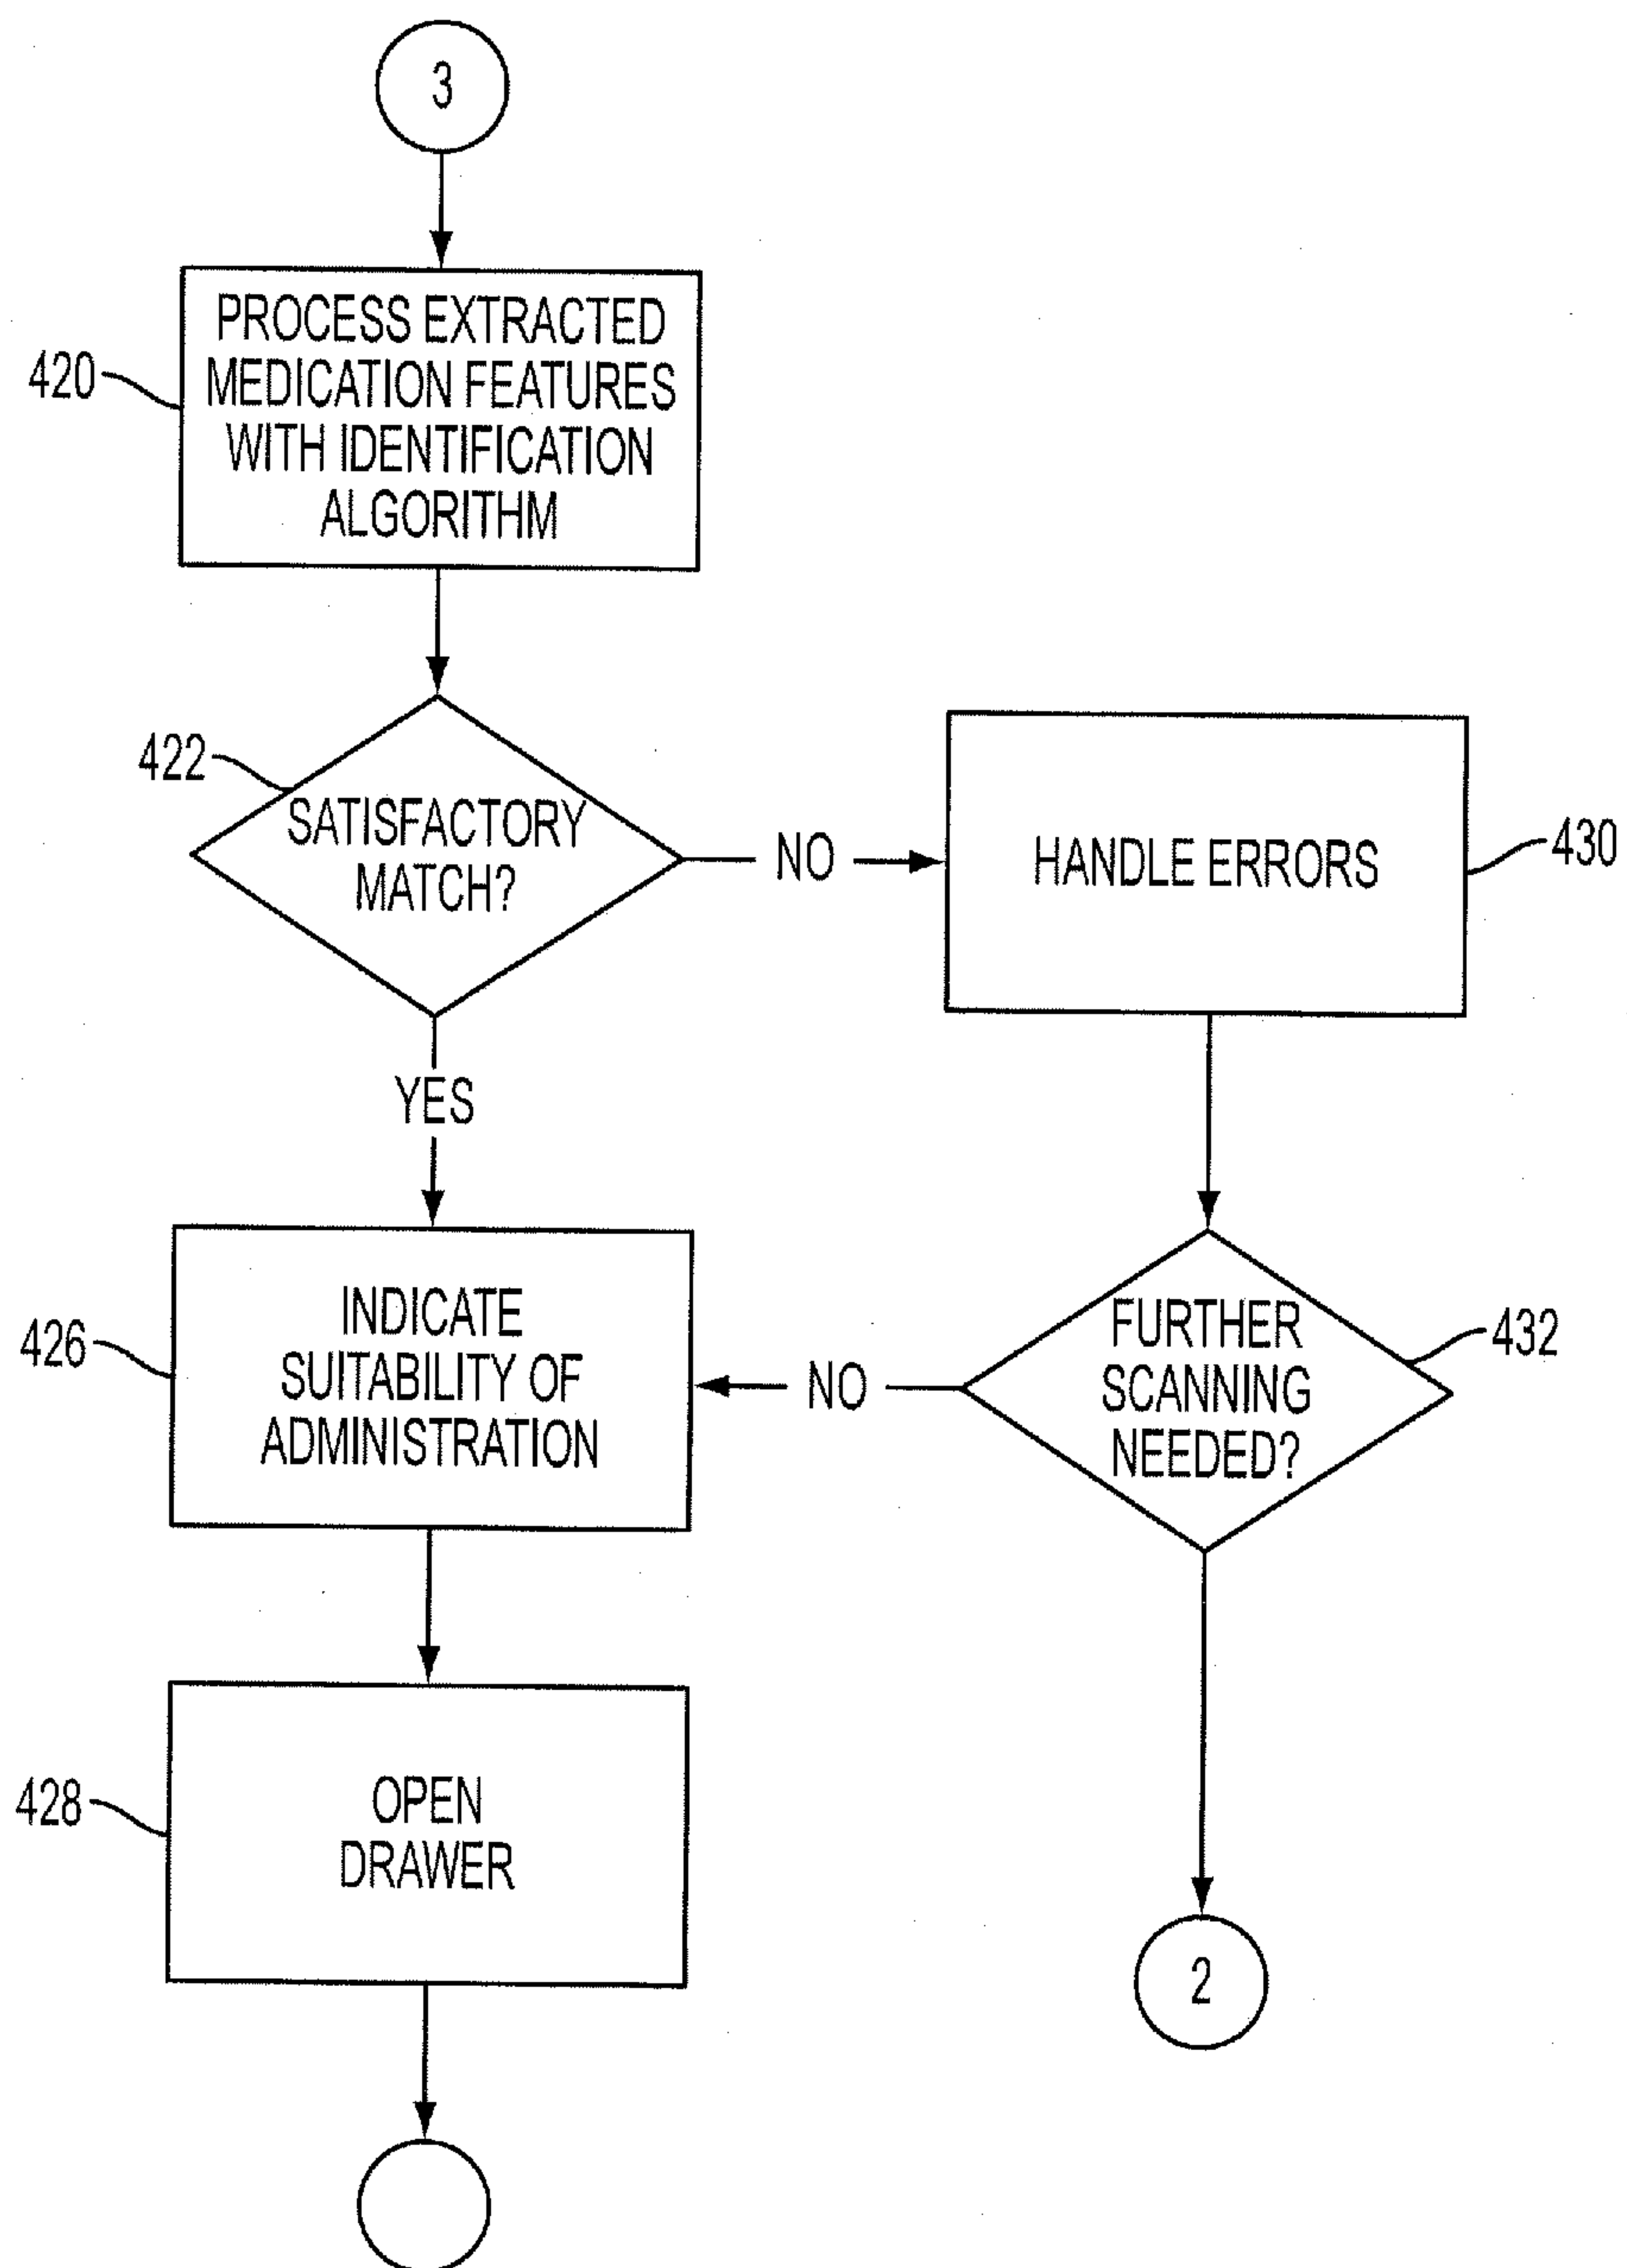 3
420
PROCESS EXTRACTED
MEDICATION FEATURES
WITH IDENTIFICATION
ALGORITHM
422
SATISFACTORY
MATCH?
NO
HANDLE ERRORS
430
YES
426
INDICATE
SUITABILITY OF
ADMINISTRATION
NO
FURTHER
SCANNING
NEEDED?
432
428
OPEN
DRAWER
2